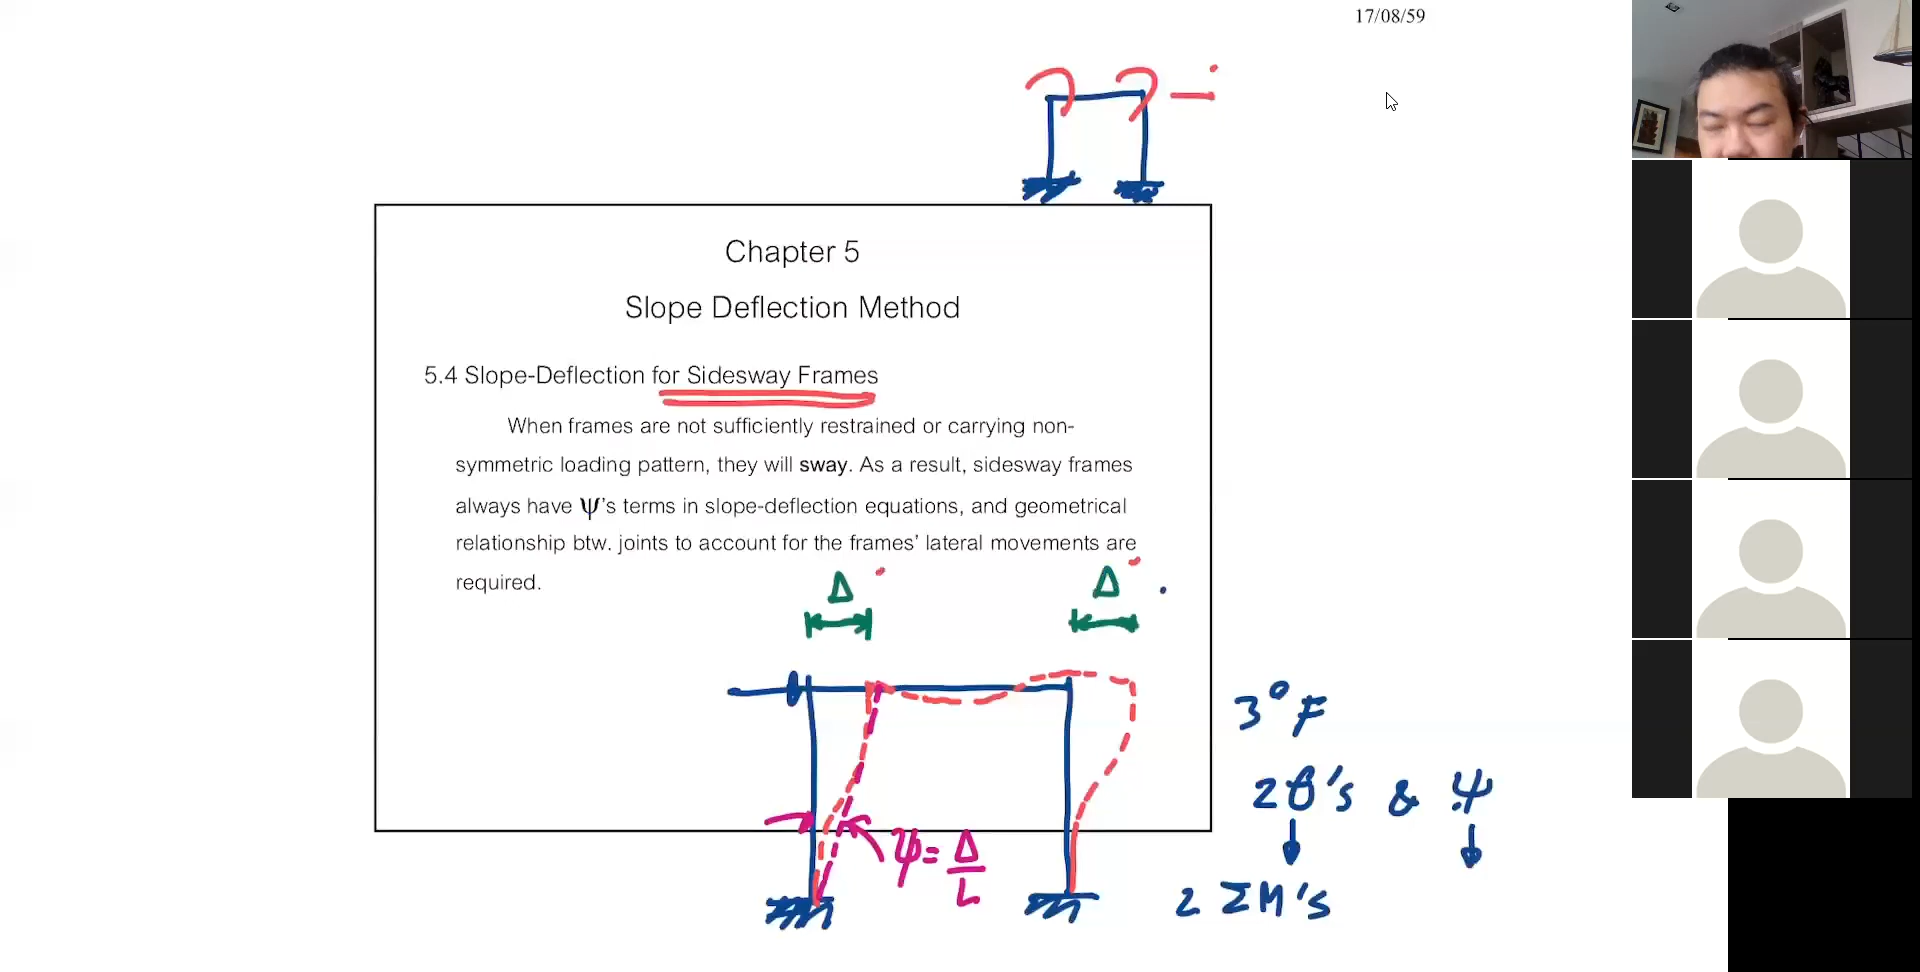 17/08/59
Chapter 5
Slope Deflection Method
5.4 Slope-Deflection for Sidesway Frames
When frames are not sufficiently restrained or carrying non-
symmetric loading pattern, they will sway. As a result, sidesway frames
always have ψ's terms in slope-deflection equations, and geometrical
relationship btw. joints to account for the frames' lateral movements are
required.
Δ Δ
3°F
2θ's & ψ
ψ = Δ/L
2 ΣM's